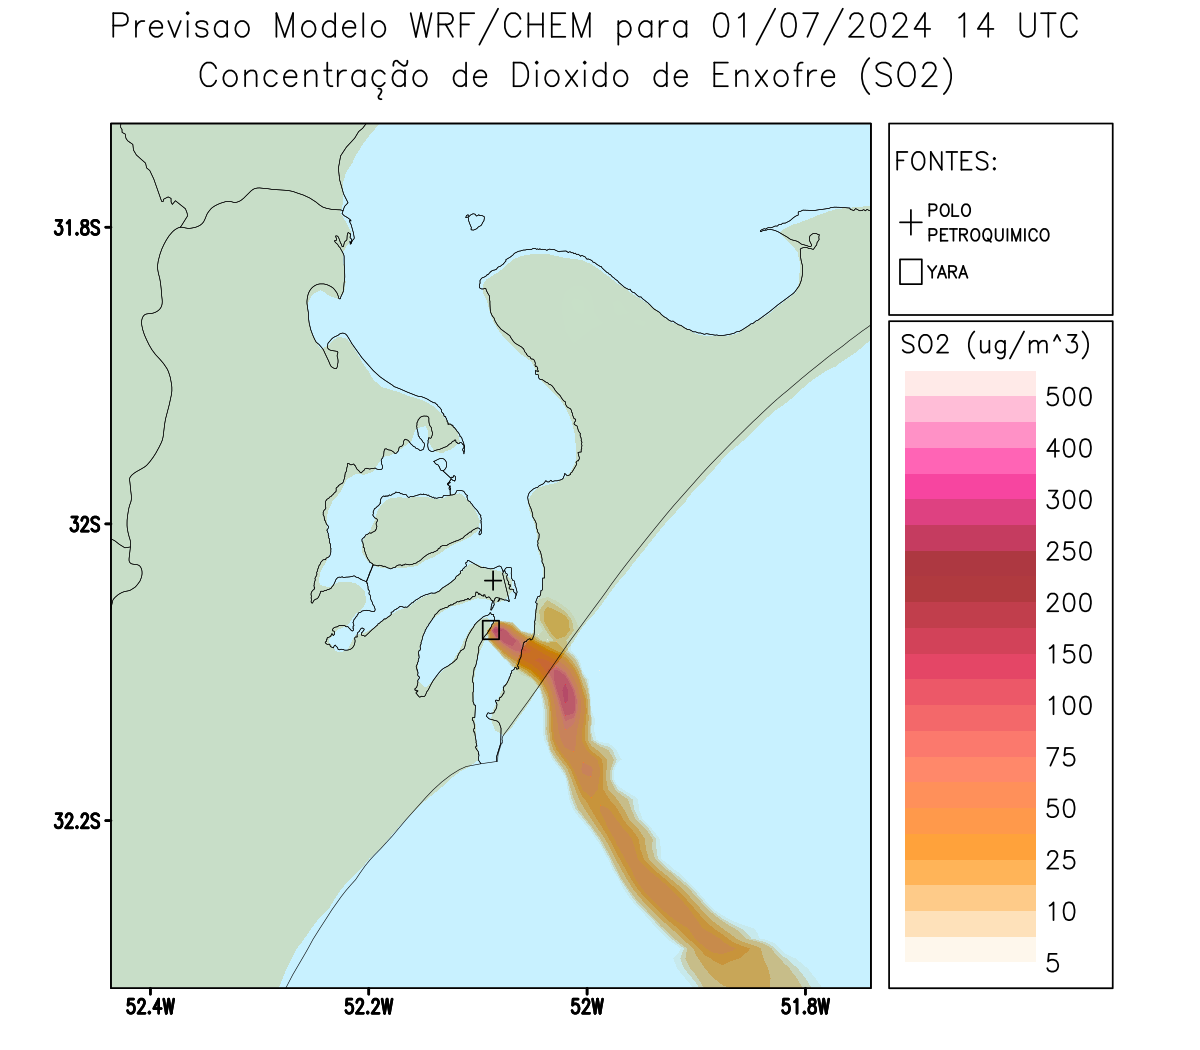 Previsao Modelo WRF/CHEM para 01/07/2024 14 UTC
Concentração de Dioxido de Enxofre (SO2)
FONTES:
POLO
PETROQUIMICO
YARA
31.8S
32S
32.2S
52.4W
52.2W
52W
51.8W
SO2 (ug/m^3)
500
400
300
250
200
150
100
75
50
25
10
5